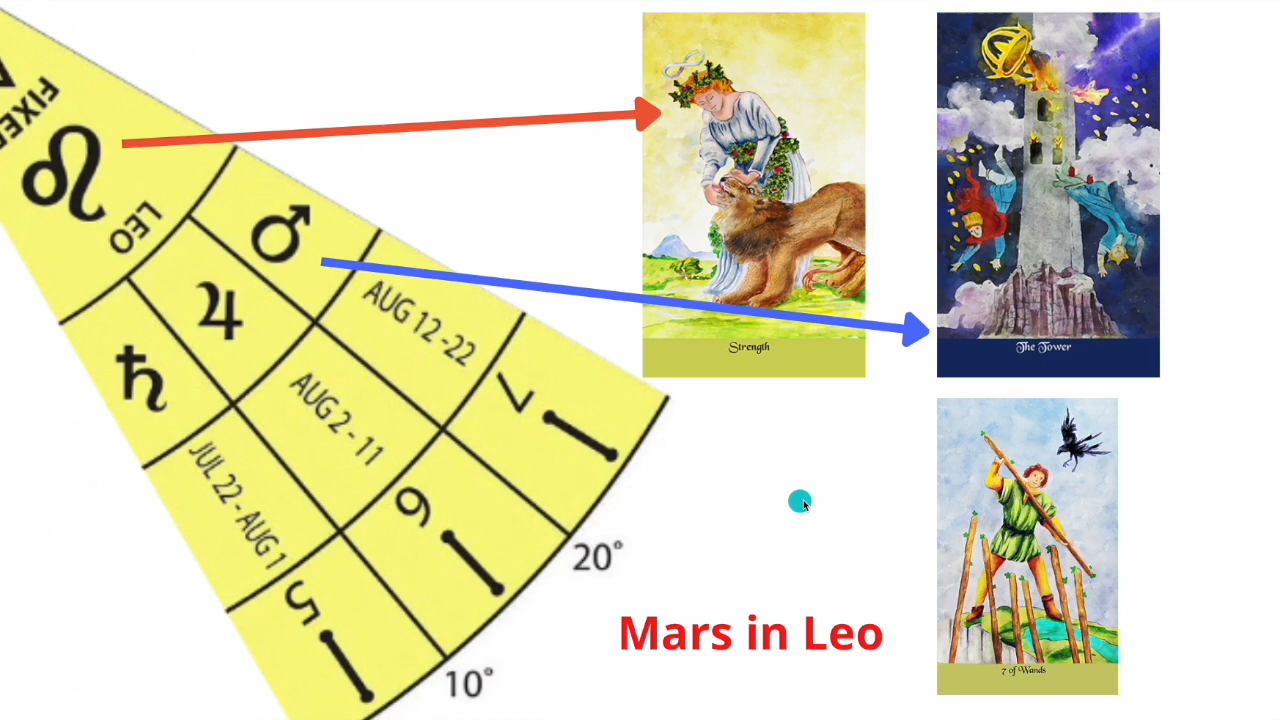 FIXED
LEO
AUG 12-22
7
AUG 2 - 11
6
JUL 22 - AUG 1
5
20°
10°
Strength
The Tower
7 of Wands
Mars in Leo